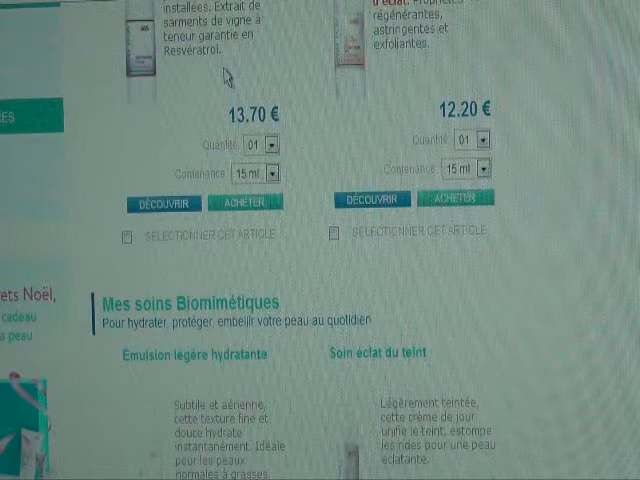 installées. Extrait de
sarments de vigne à
teneur garantie en
Resvératrol.
régénérantes,
astringentes et
exfoliantes.
13.70 €
12.20 €
Quantité 01
Quantité 01
Contenance 15 ml
Contenance 15 ml
DÉCOUVRIR ACHETER
DÉCOUVRIR ACHETER
SÉLECTIONNER CET ARTICLE
SÉLECTIONNER CET ARTICLE
ES
ets Noël,
cadeau
a peau
Mes soins Biomimétiques
Pour hydrater, protéger, embellir votre peau au quotidien
Émulsion légère hydratante
Soin éclat du teint
Subtile et aérienne,
cette texture fine et
douce hydrate
instantanément. Idéale
pour les peaux
normales à grasses.
Légèrement teintée,
cette crème de jour
unifie le teint, estompe
les rides pour une peau
éclatante.